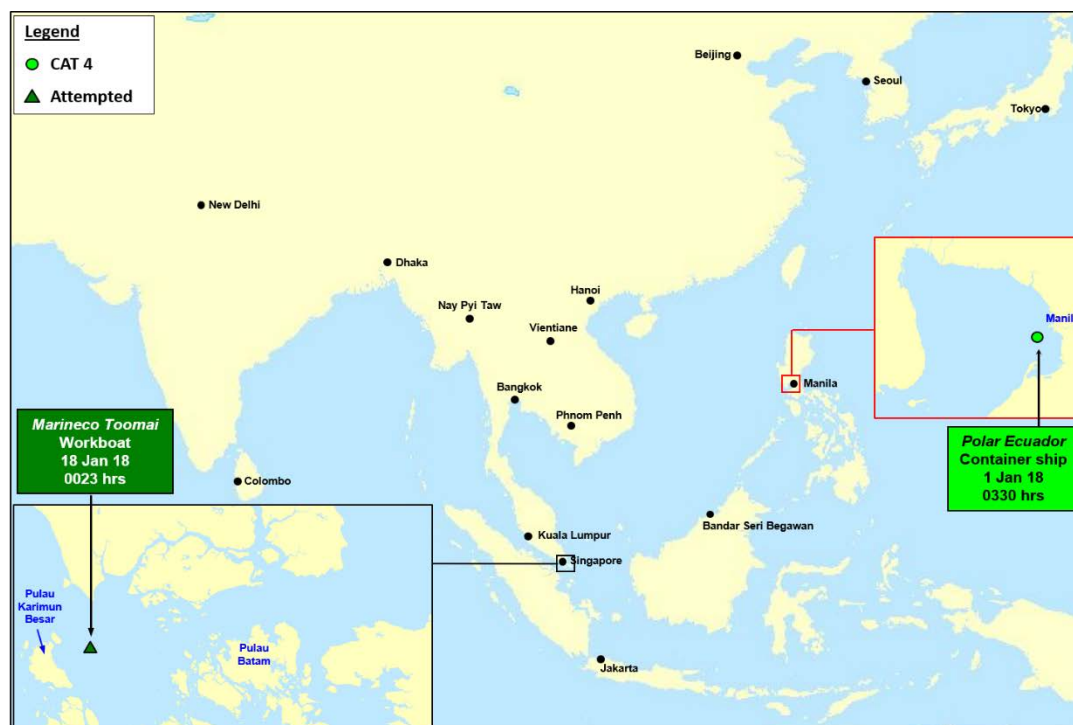 Legend
CAT 4
Attempted
Beijing
Seoul
Tokyo
New Delhi
Dhaka
Hanoi
Nay Pyi Taw
Vientiane
Manil
Bangkok
Manila
Phnom Penh
Marineco Toomai
Workboat
18 Jan 18
0023 hrs
Polar Ecuador
Container ship
1 Jan 18
0330 hrs
Colombo
Bandar Seri Begawan
Kuala Lumpur
Singapore
Pulau
Karimun
Besar
Pulau
Batam
Jakarta